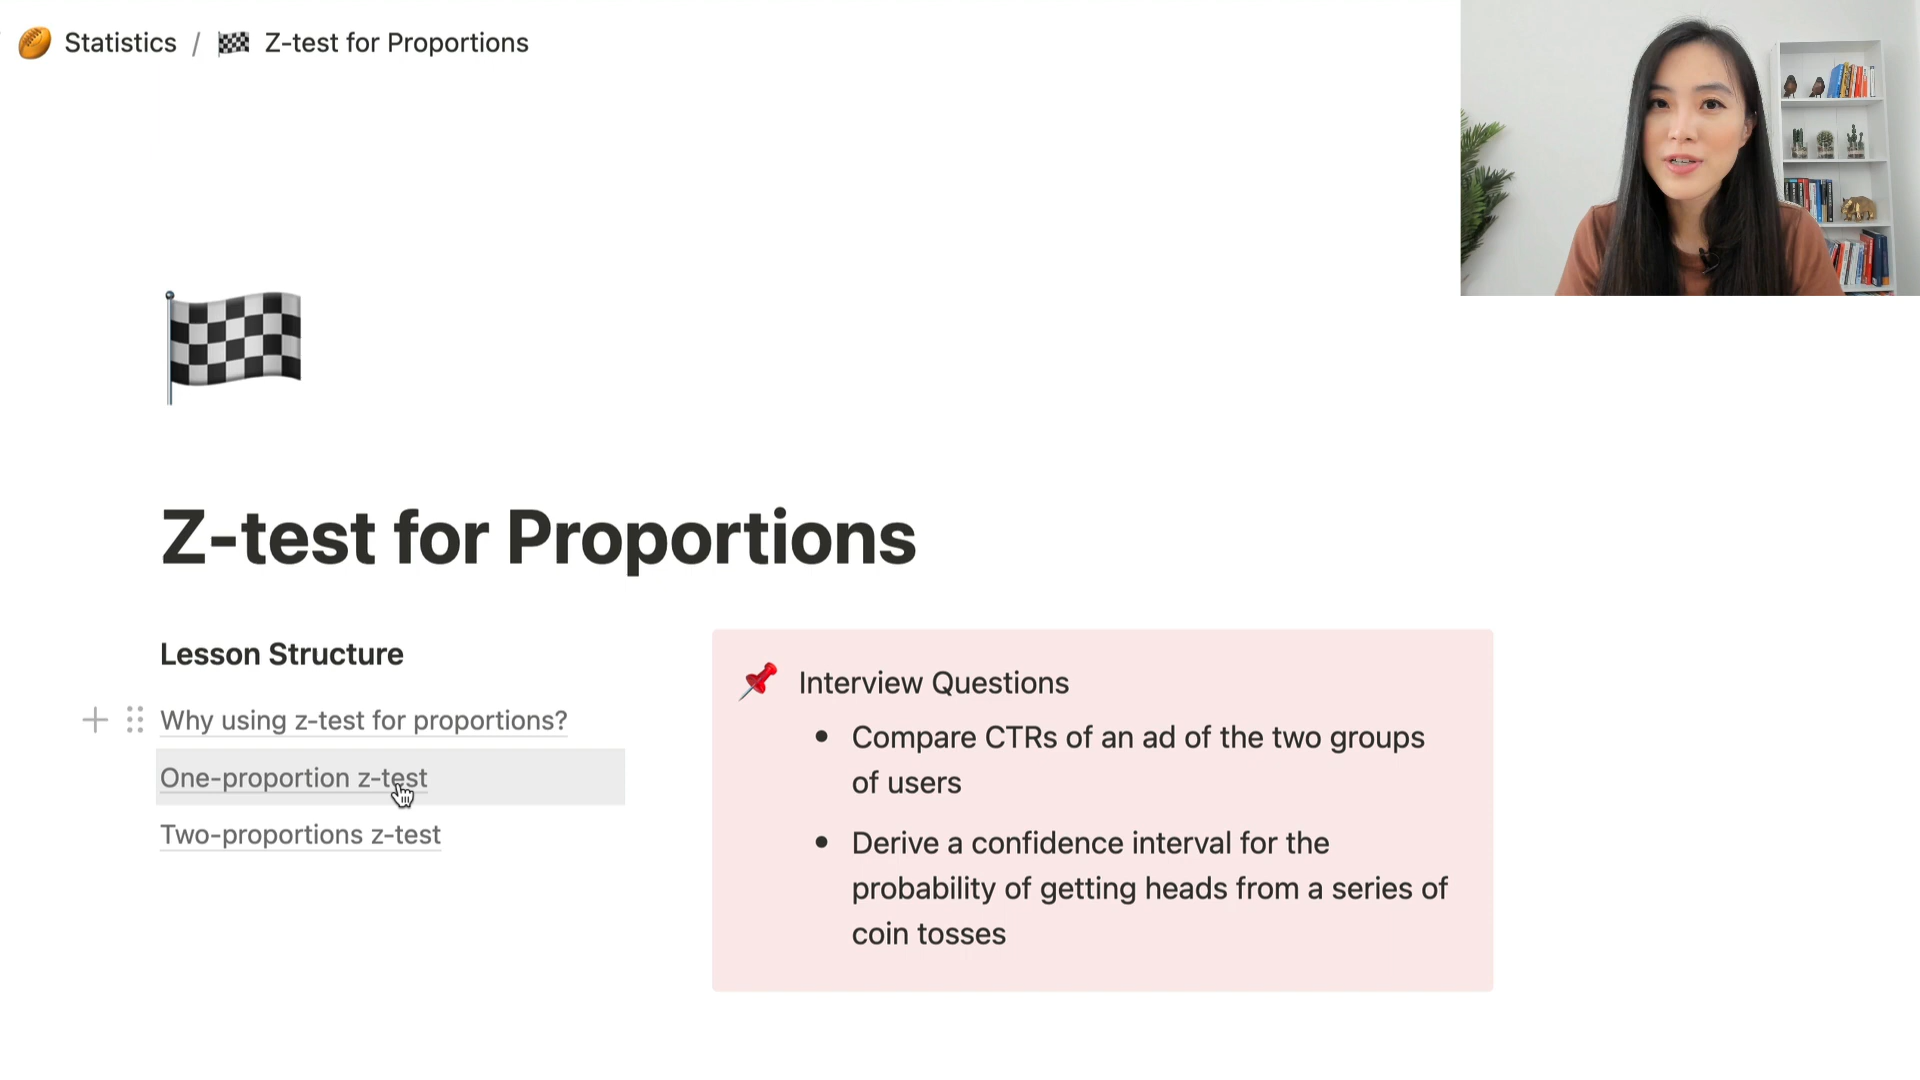 Statistics / Z-test for Proportions
Z-test for Proportions
Lesson Structure
Why using z-test for proportions?
One-proportion z-test
Two-proportions z-test
Interview Questions
Compare CTRs of an ad of the two groups
of users
Derive a confidence interval for the
probability of getting heads from a series of
coin tosses